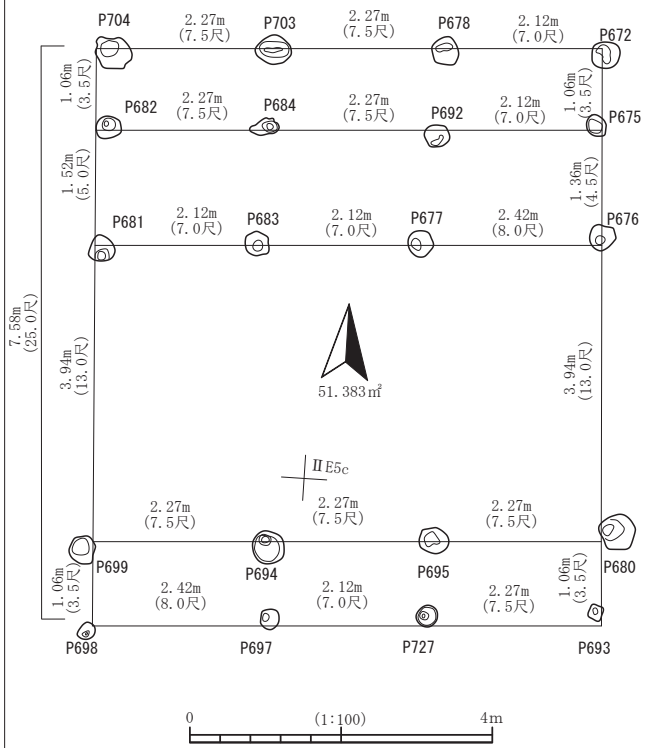 P704
2.27m
(7.5尺)
P703
2.27m
(7.5尺)
P678
2.12m
(7.0尺)
P672
1.06m
(3.5尺)
1.06m
(3.5尺)
P682
2.27m
(7.5尺)
P684
2.27m
(7.5尺)
P692
2.12m
(7.0尺)
P675
1.52m
(5.0尺)
1.36m
(4.5尺)
P681
2.12m
(7.0尺)
P683
2.12m
(7.0尺)
P677
2.42m
(8.0尺)
P676
7.58m
(25.0尺)
3.94m
(13.0尺)
3.94m
(13.0尺)
51.383㎡
ⅡE5c
2.27m
(7.5尺)
2.27m
(7.5尺)
2.27m
(7.5尺)
P699
P694
P695
P680
1.06m
(3.5尺)
2.42m
(8.0尺)
2.12m
(7.0尺)
2.27m
(7.5尺)
1.06m
(3.5尺)
P698
P697
P727
P693
0
(1:100)
4m